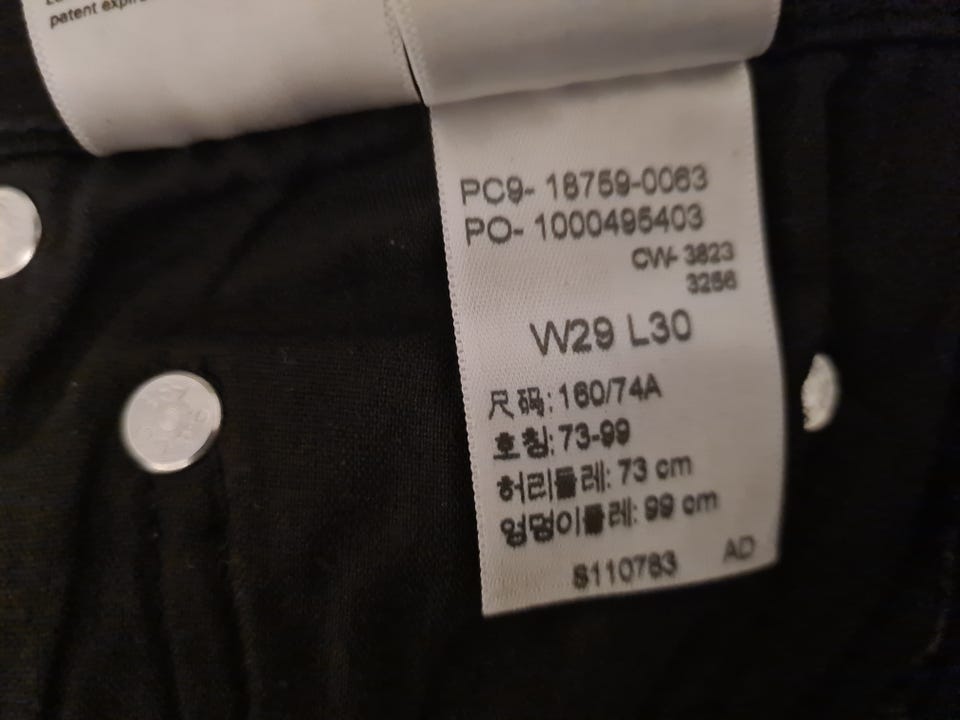 patent expir
PC9- 18759-0063
PO- 1000495403
CW- 3823
3256
W29 L30
尺码: 160/74A
호칭: 73-99
허리둘레: 73 cm
엉덩이둘레: 99 cm
S110783 AD